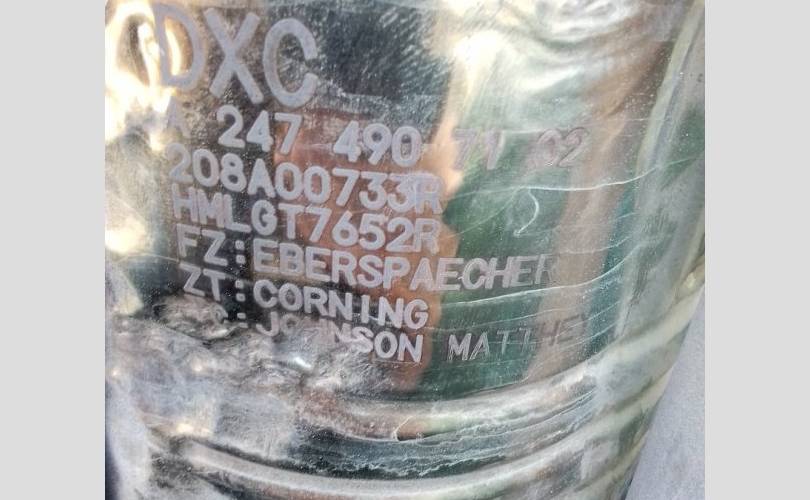 DXC
A 247 490 71 02
208A00733R
HMLGT7652R
FZ:EBERSPAECHER
ZT:CORNING
JOHNSON MATTHEY